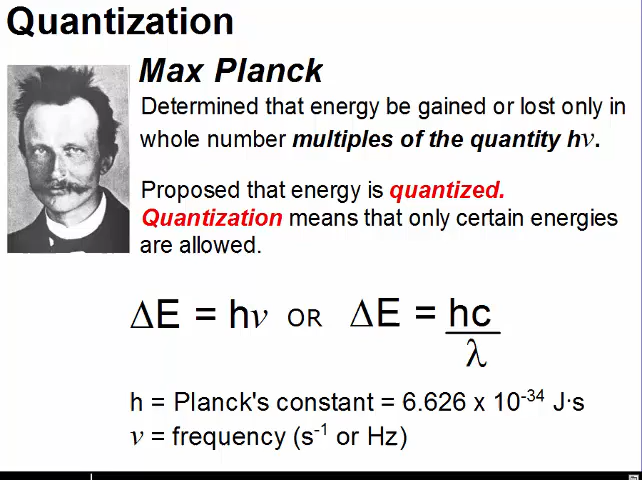 Quantization
Max Planck
Determined that energy be gained or lost only in
whole number multiples of the quantity hν.
Proposed that energy is quantized.
Quantization means that only certain energies
are allowed.
ΔE = hν OR ΔE = hc/λ
h = Planck's constant = 6.626 x 10⁻³⁴ J·s
ν = frequency (s⁻¹ or Hz)